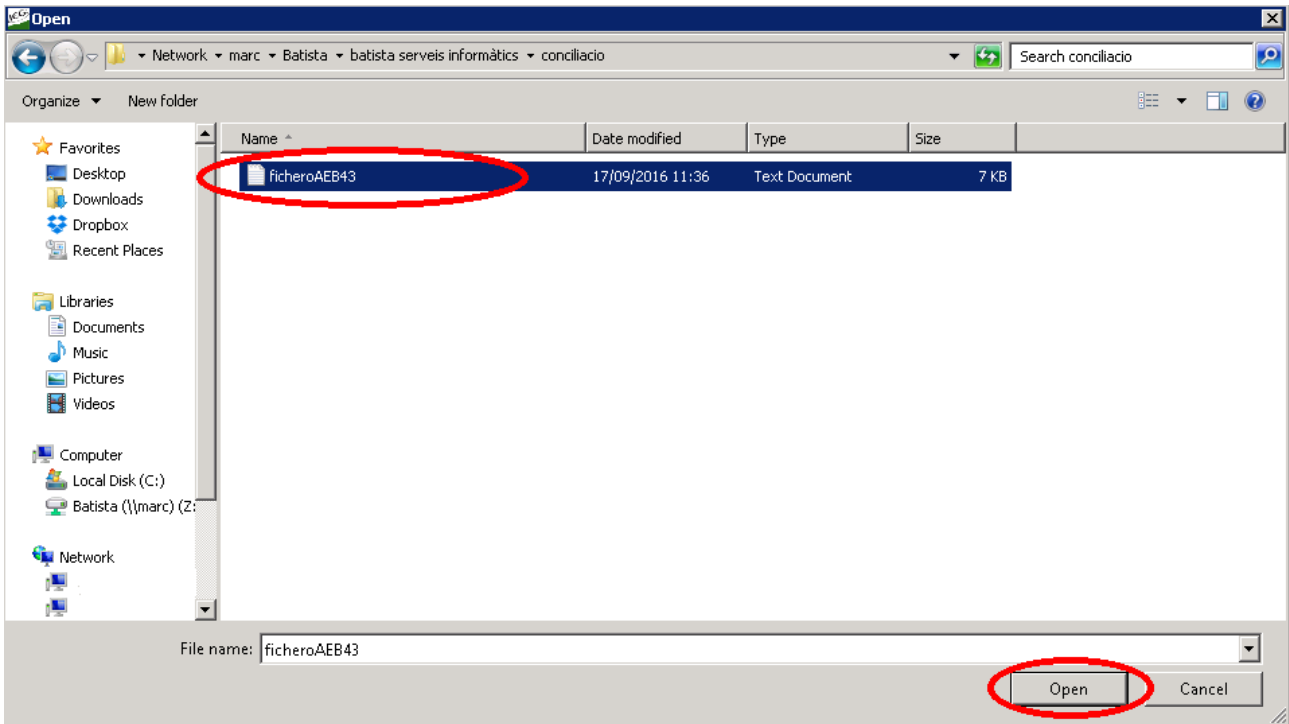 ICG Open
Network marc Batista batista serveis informàtics conciliacio Search conciliacio
Organize New folder
Name Date modified Type Size
ficheroAEB43 17/09/2016 11:36 Text Document 7 KB
Favorites
Desktop
Downloads
Dropbox
Recent Places
Libraries
Documents
Music
Pictures
Videos
Computer
Local Disk (C:)
Batista (\\marc) (Z:
Network
File name: ficheroAEB43
Open Cancel